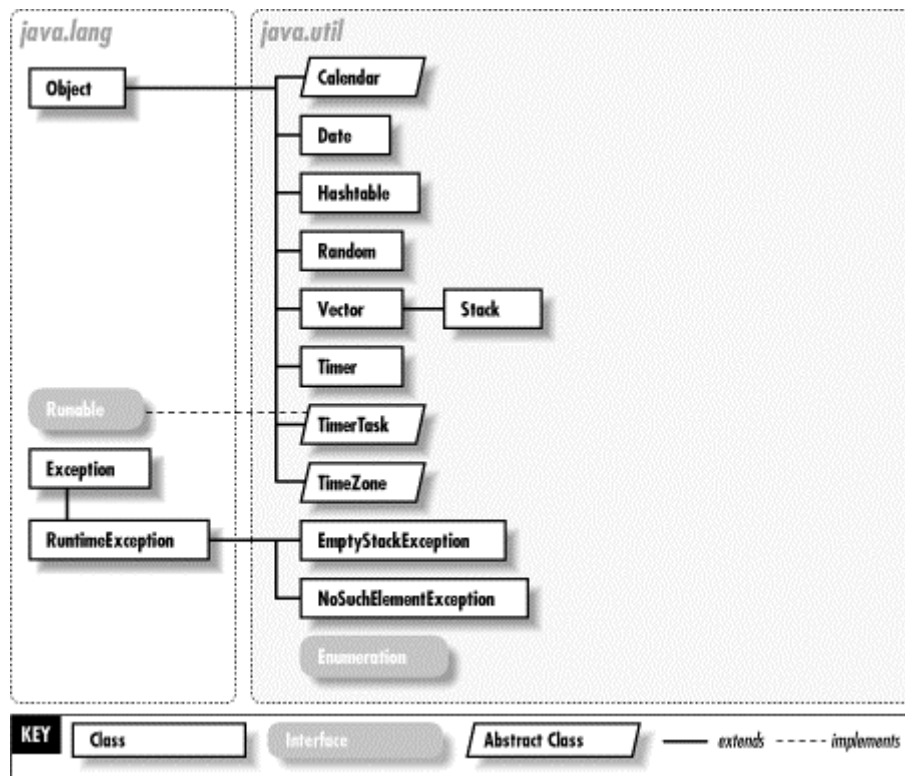 java.lang
java.util
Object
Calendar
Date
Hashtable
Random
Vector
Stack
Timer
Runable
TimerTask
Exception
TimeZone
RuntimeException
EmptyStackException
NoSuchElementException
Enumeration
KEY
Class
Interface
Abstract Class
extends
implements